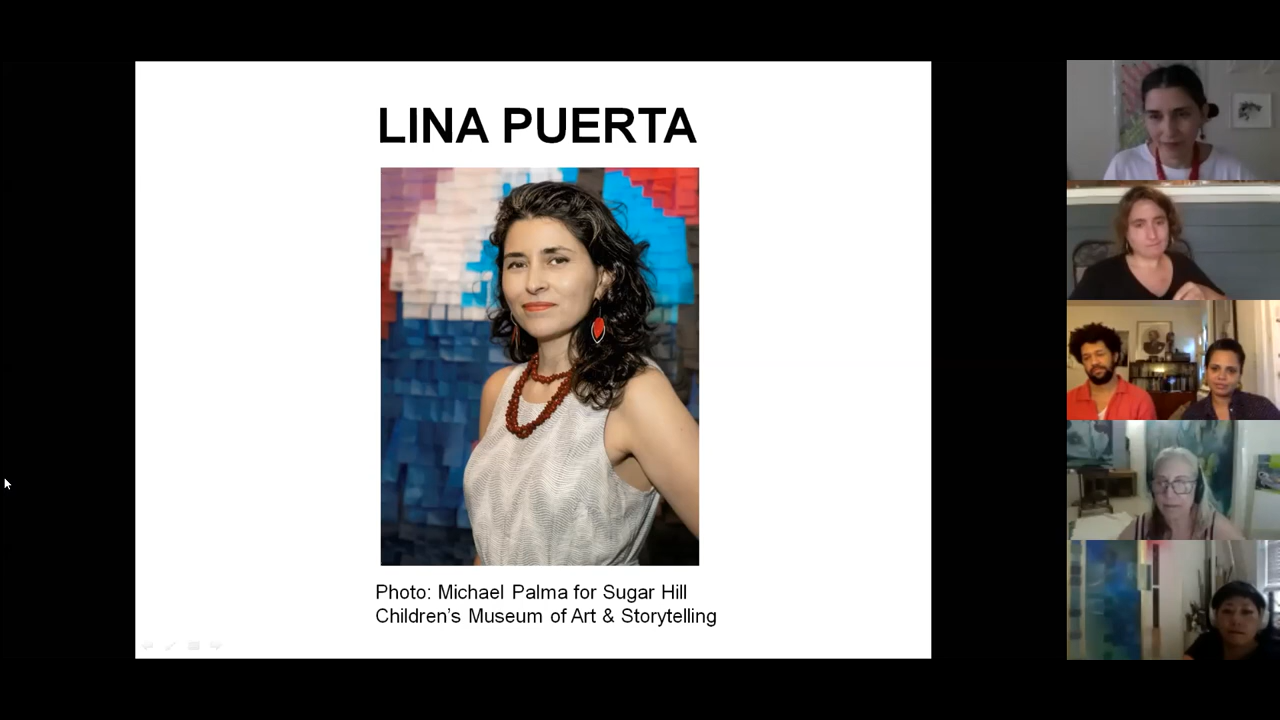 LINA PUERTA
Photo: Michael Palma for Sugar Hill
Children's Museum of Art & Storytelling